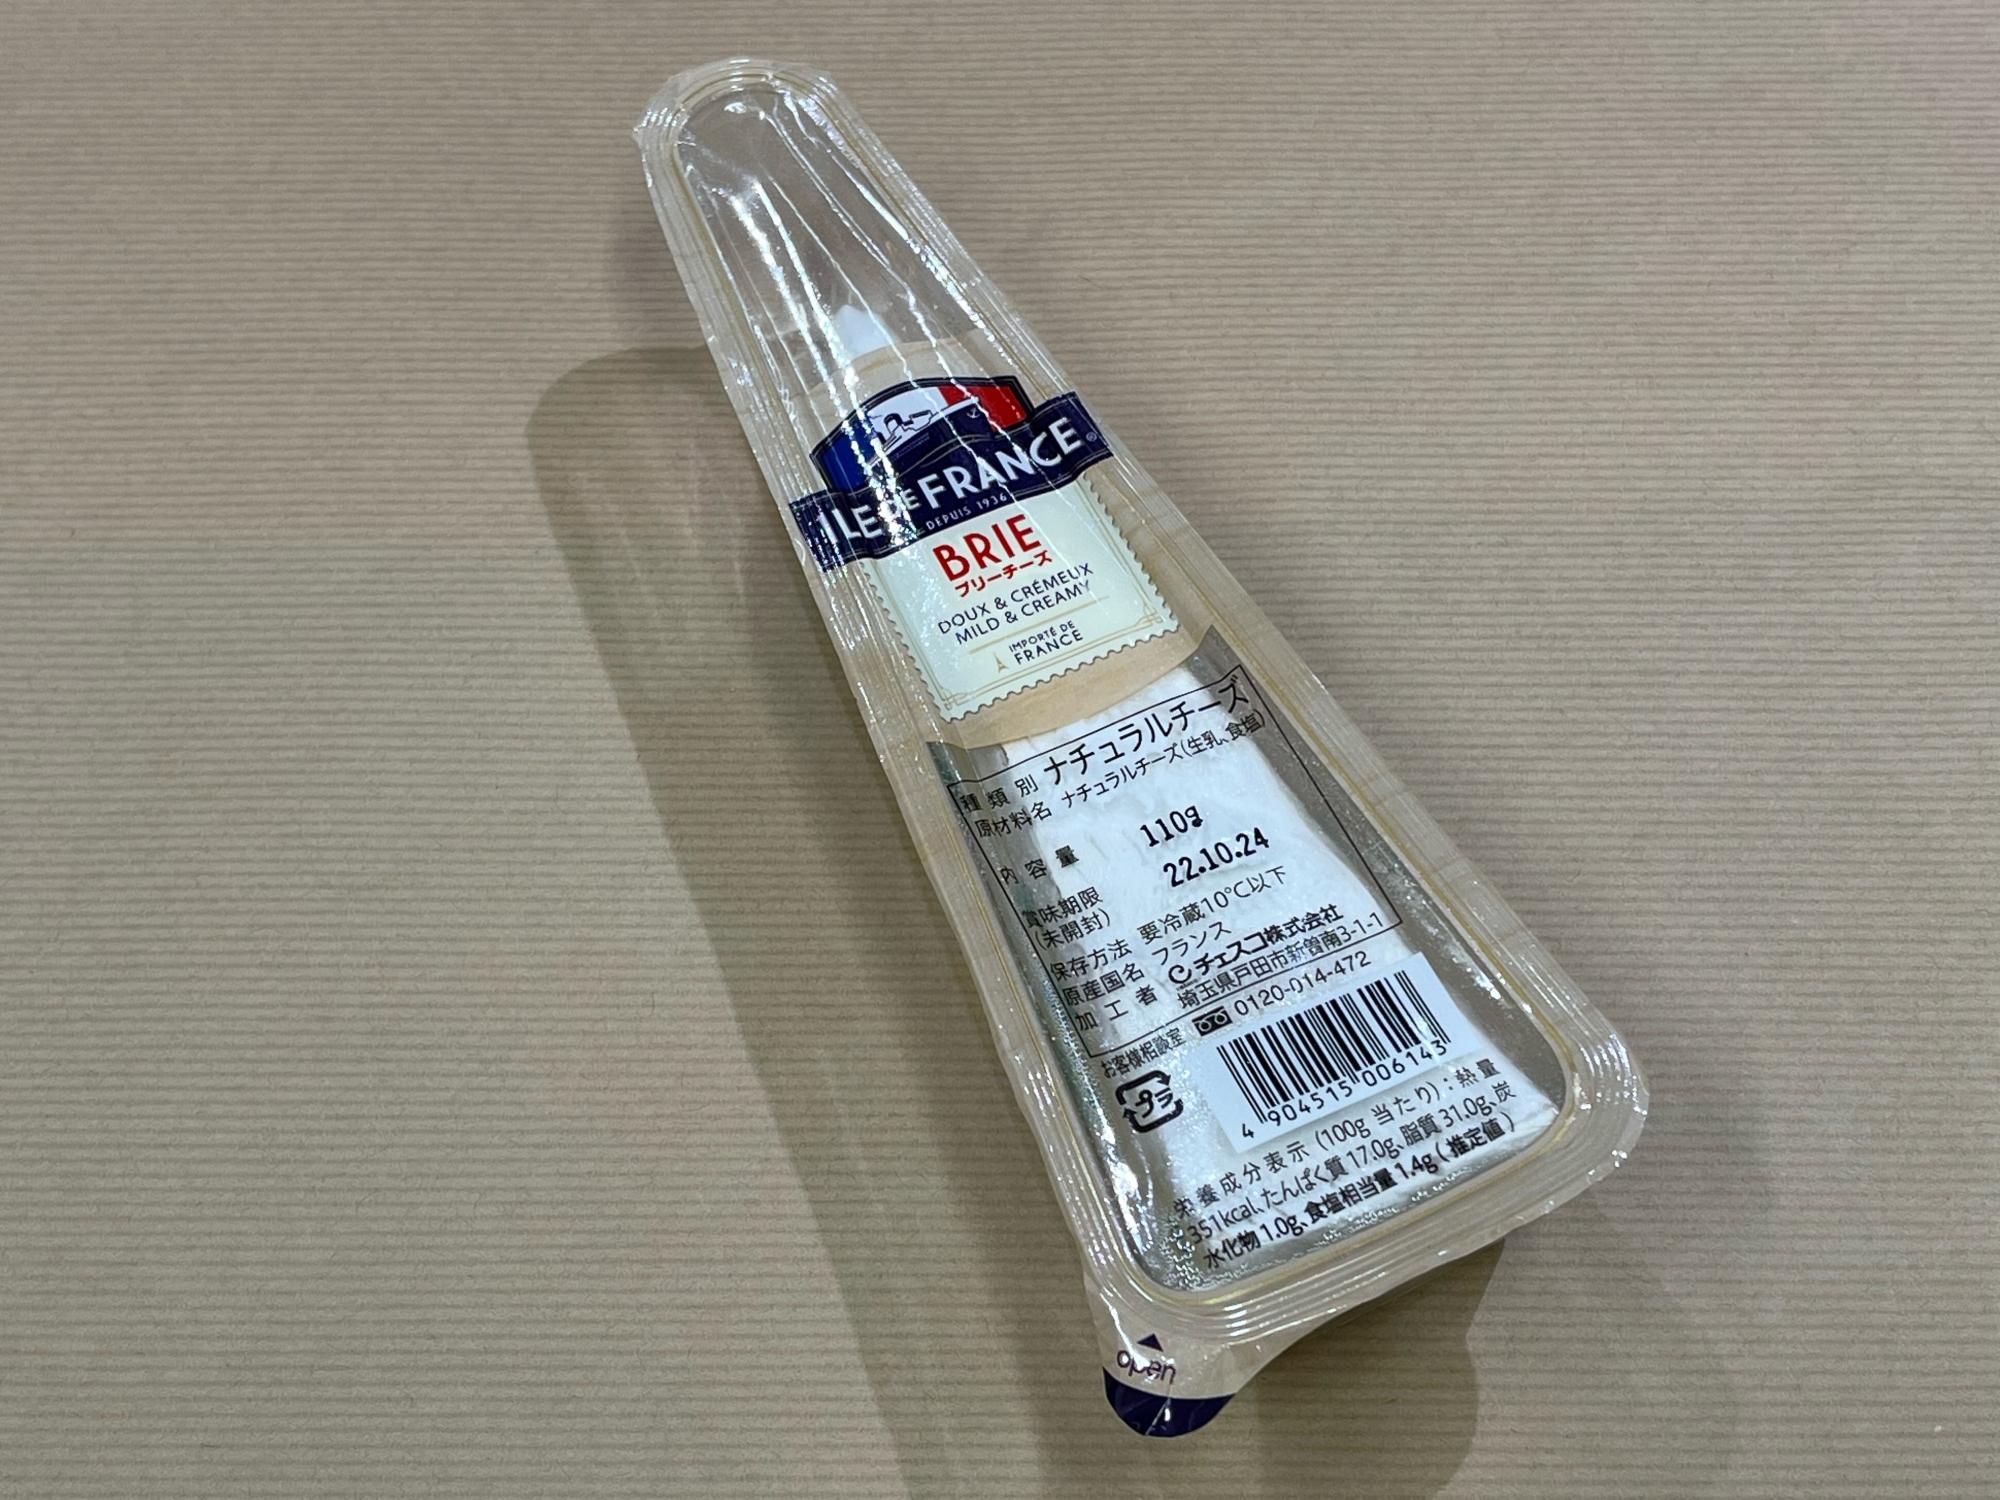 ILE DE FRANCE®
DEPUIS 1936
BRIE
ブリーチーズ
DOUX & CRÉMEUX
MILD & CREAMY
IMPORTÉ DE
FRANCE
種類別 ナチュラルチーズ
原材料名 ナチュラルチーズ(生乳、食塩)
内容量 110g
賞味期限 22.10.24
(未開封)
保存方法 要冷蔵10℃以下
原産国名 フランス
加工者 チェスコ株式会社
埼玉県戸田市新曽南3-1-1
お客様相談室 0120-014-472
プラ
4 904515 006143
栄養成分表示 (100g 当たり):熱量
351kcal、たんぱく質17.0g、脂質31.0g、炭
水化物1.0g、食塩相当量1.4g(推定値)
open